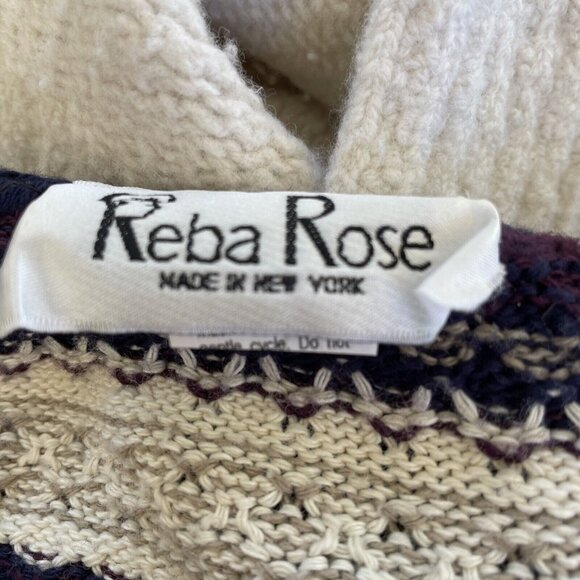 Reba Rose
MADE IN NEW YORK
gentle cycle. Do not